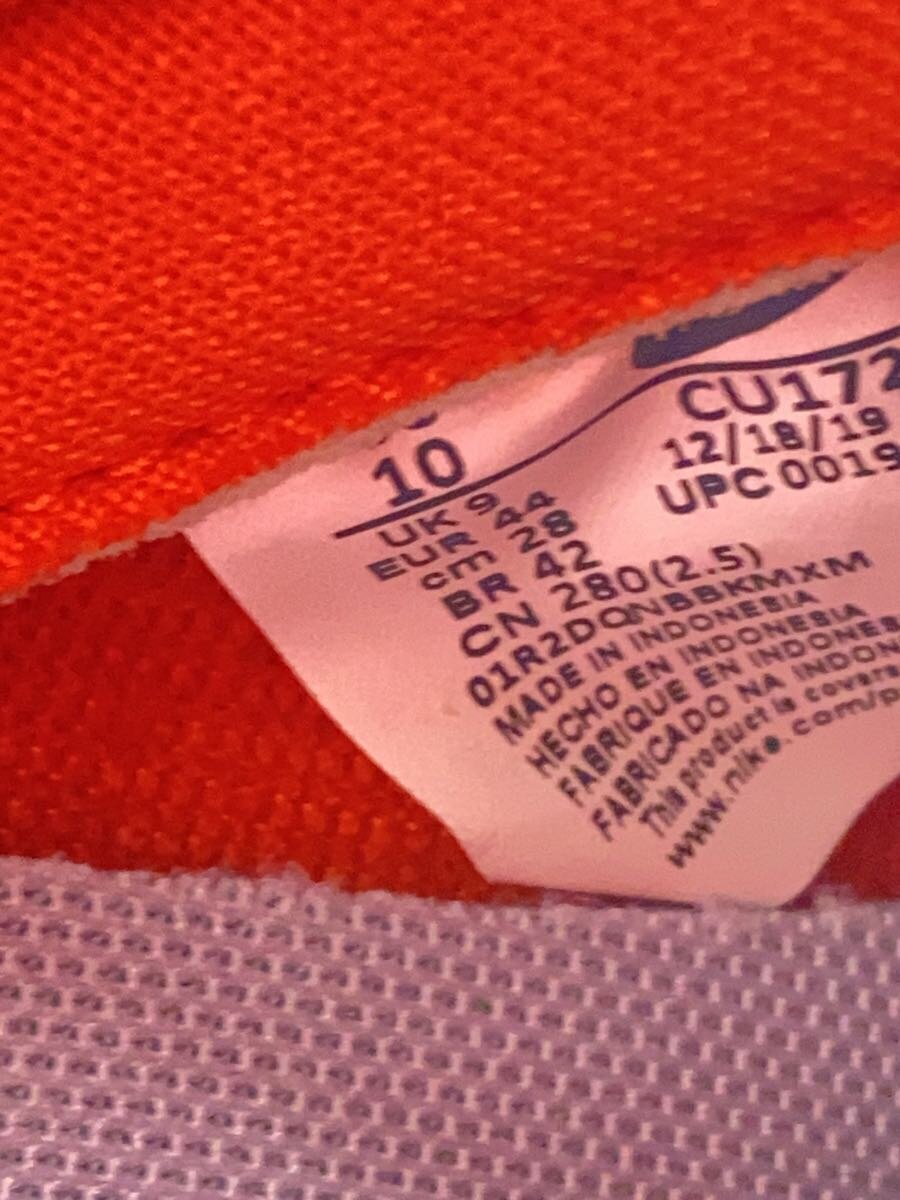 10
UK 9
EUR 44
cm 28
BR 42
CN 280(2.5)
01R2DQNBBKMXM
MADE IN INDONESIA
HECHO EN INDONESIA
FABRIQUE EN INDONES
FABRICADO NA INDON
This product is covere
www.nike.com/p
CU172
12/18/19
UPC 0019